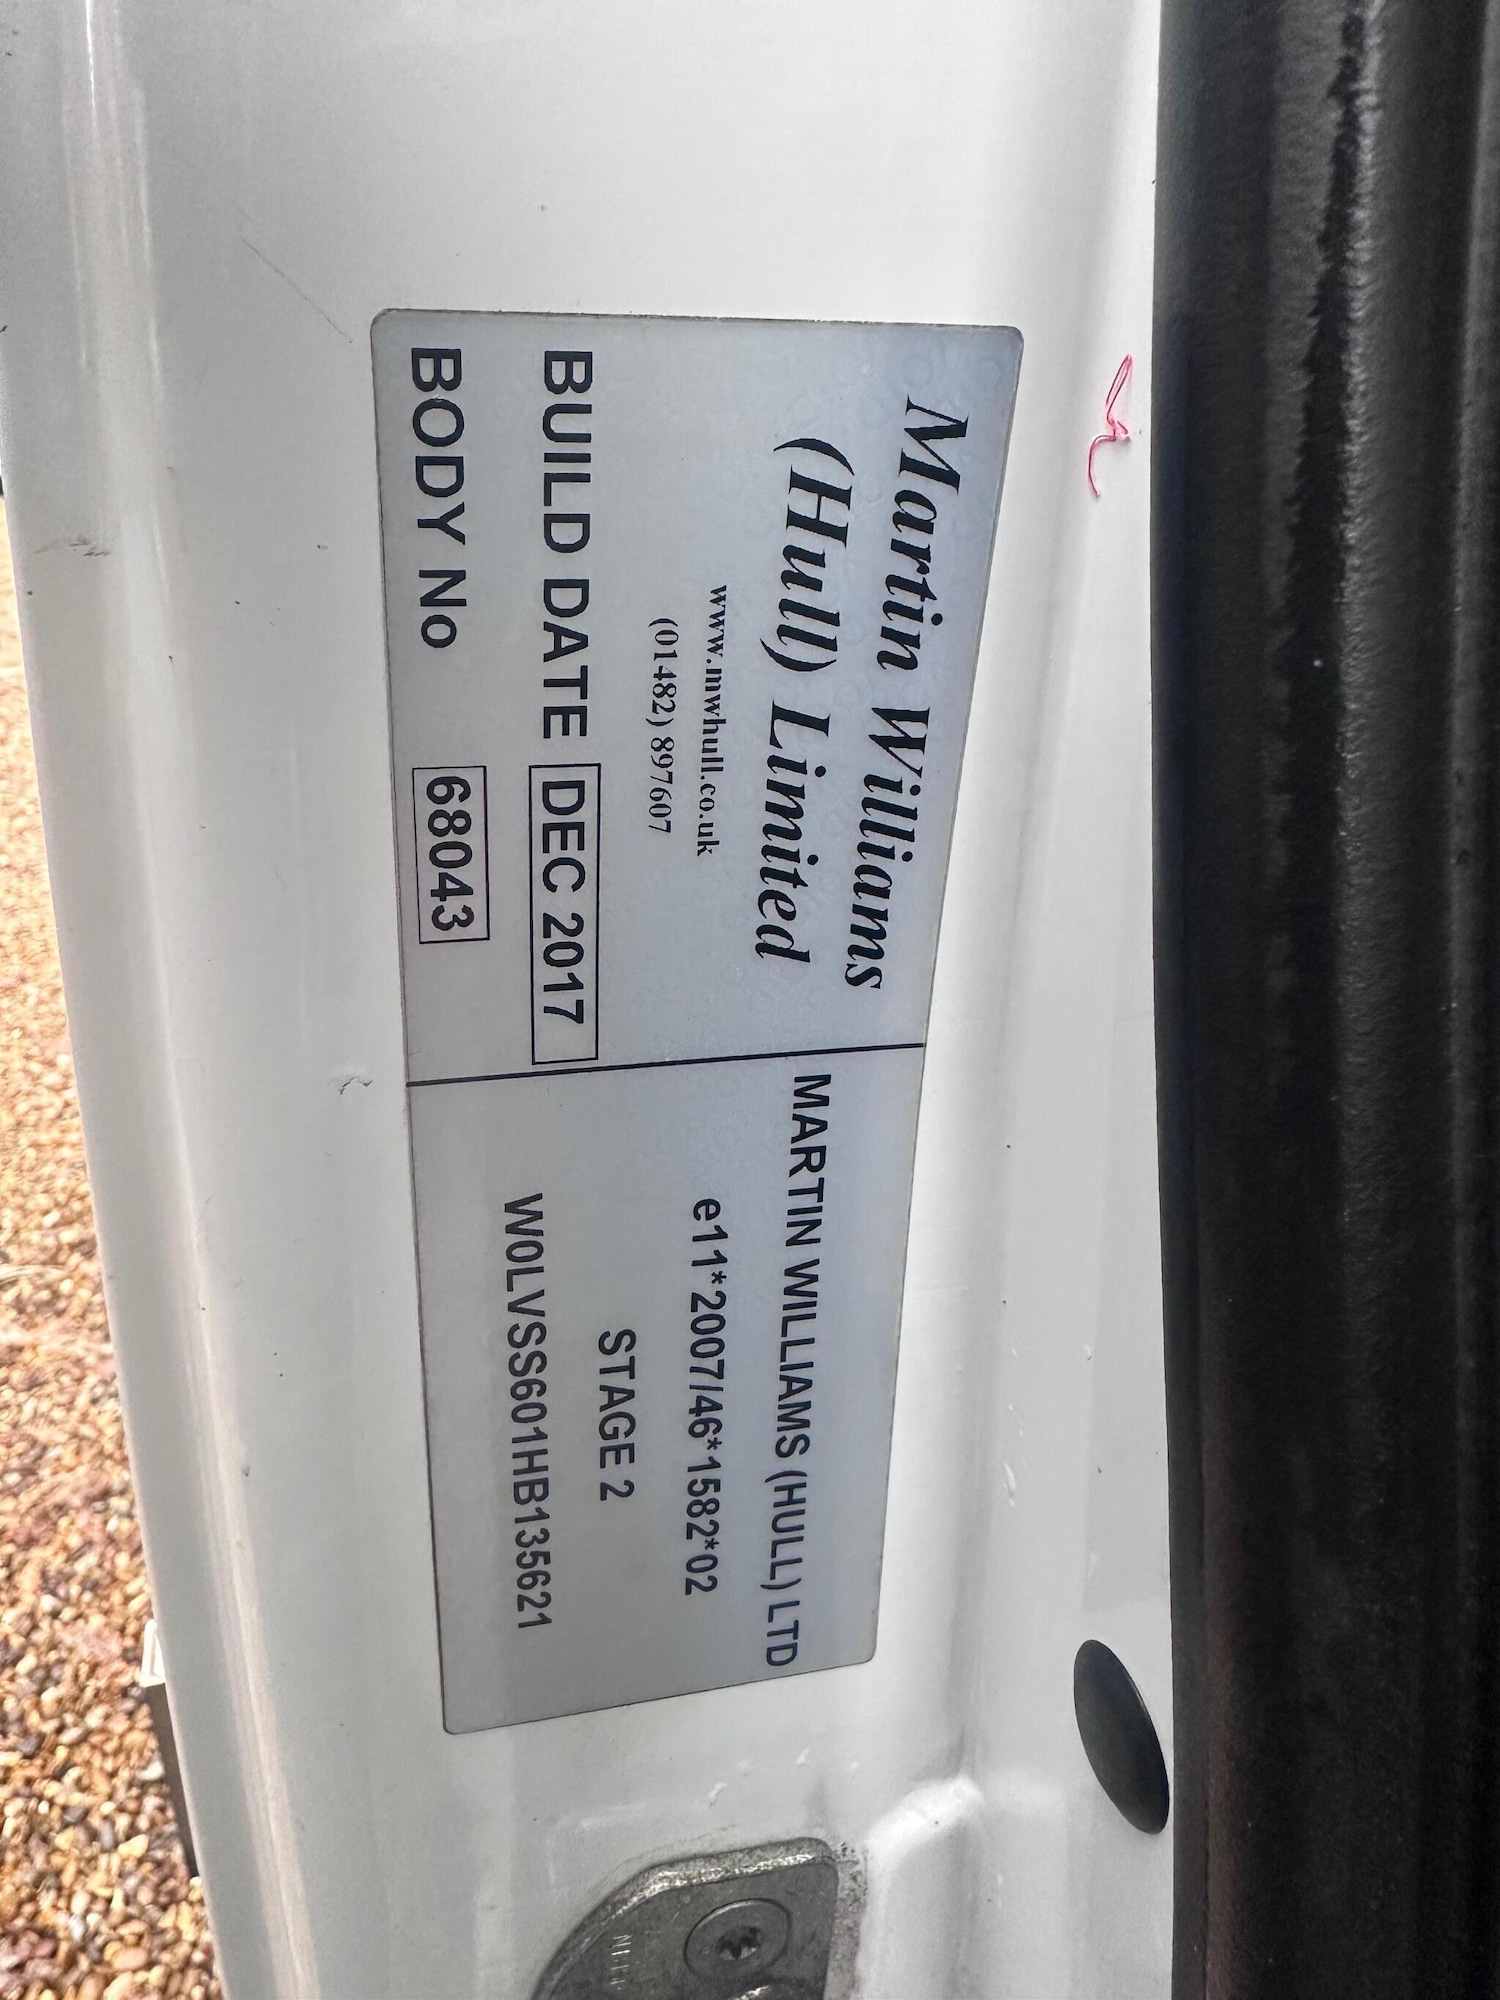 Martin Williams
(Hull) Limited
www.mwhull.co.uk
(01482) 897607
BUILD DATE DEC 2017
BODY No 68043
MARTIN WILLIAMS (HULL) LTD
e11*2007/46*1582*02
STAGE 2
W0LVSS601HB135621